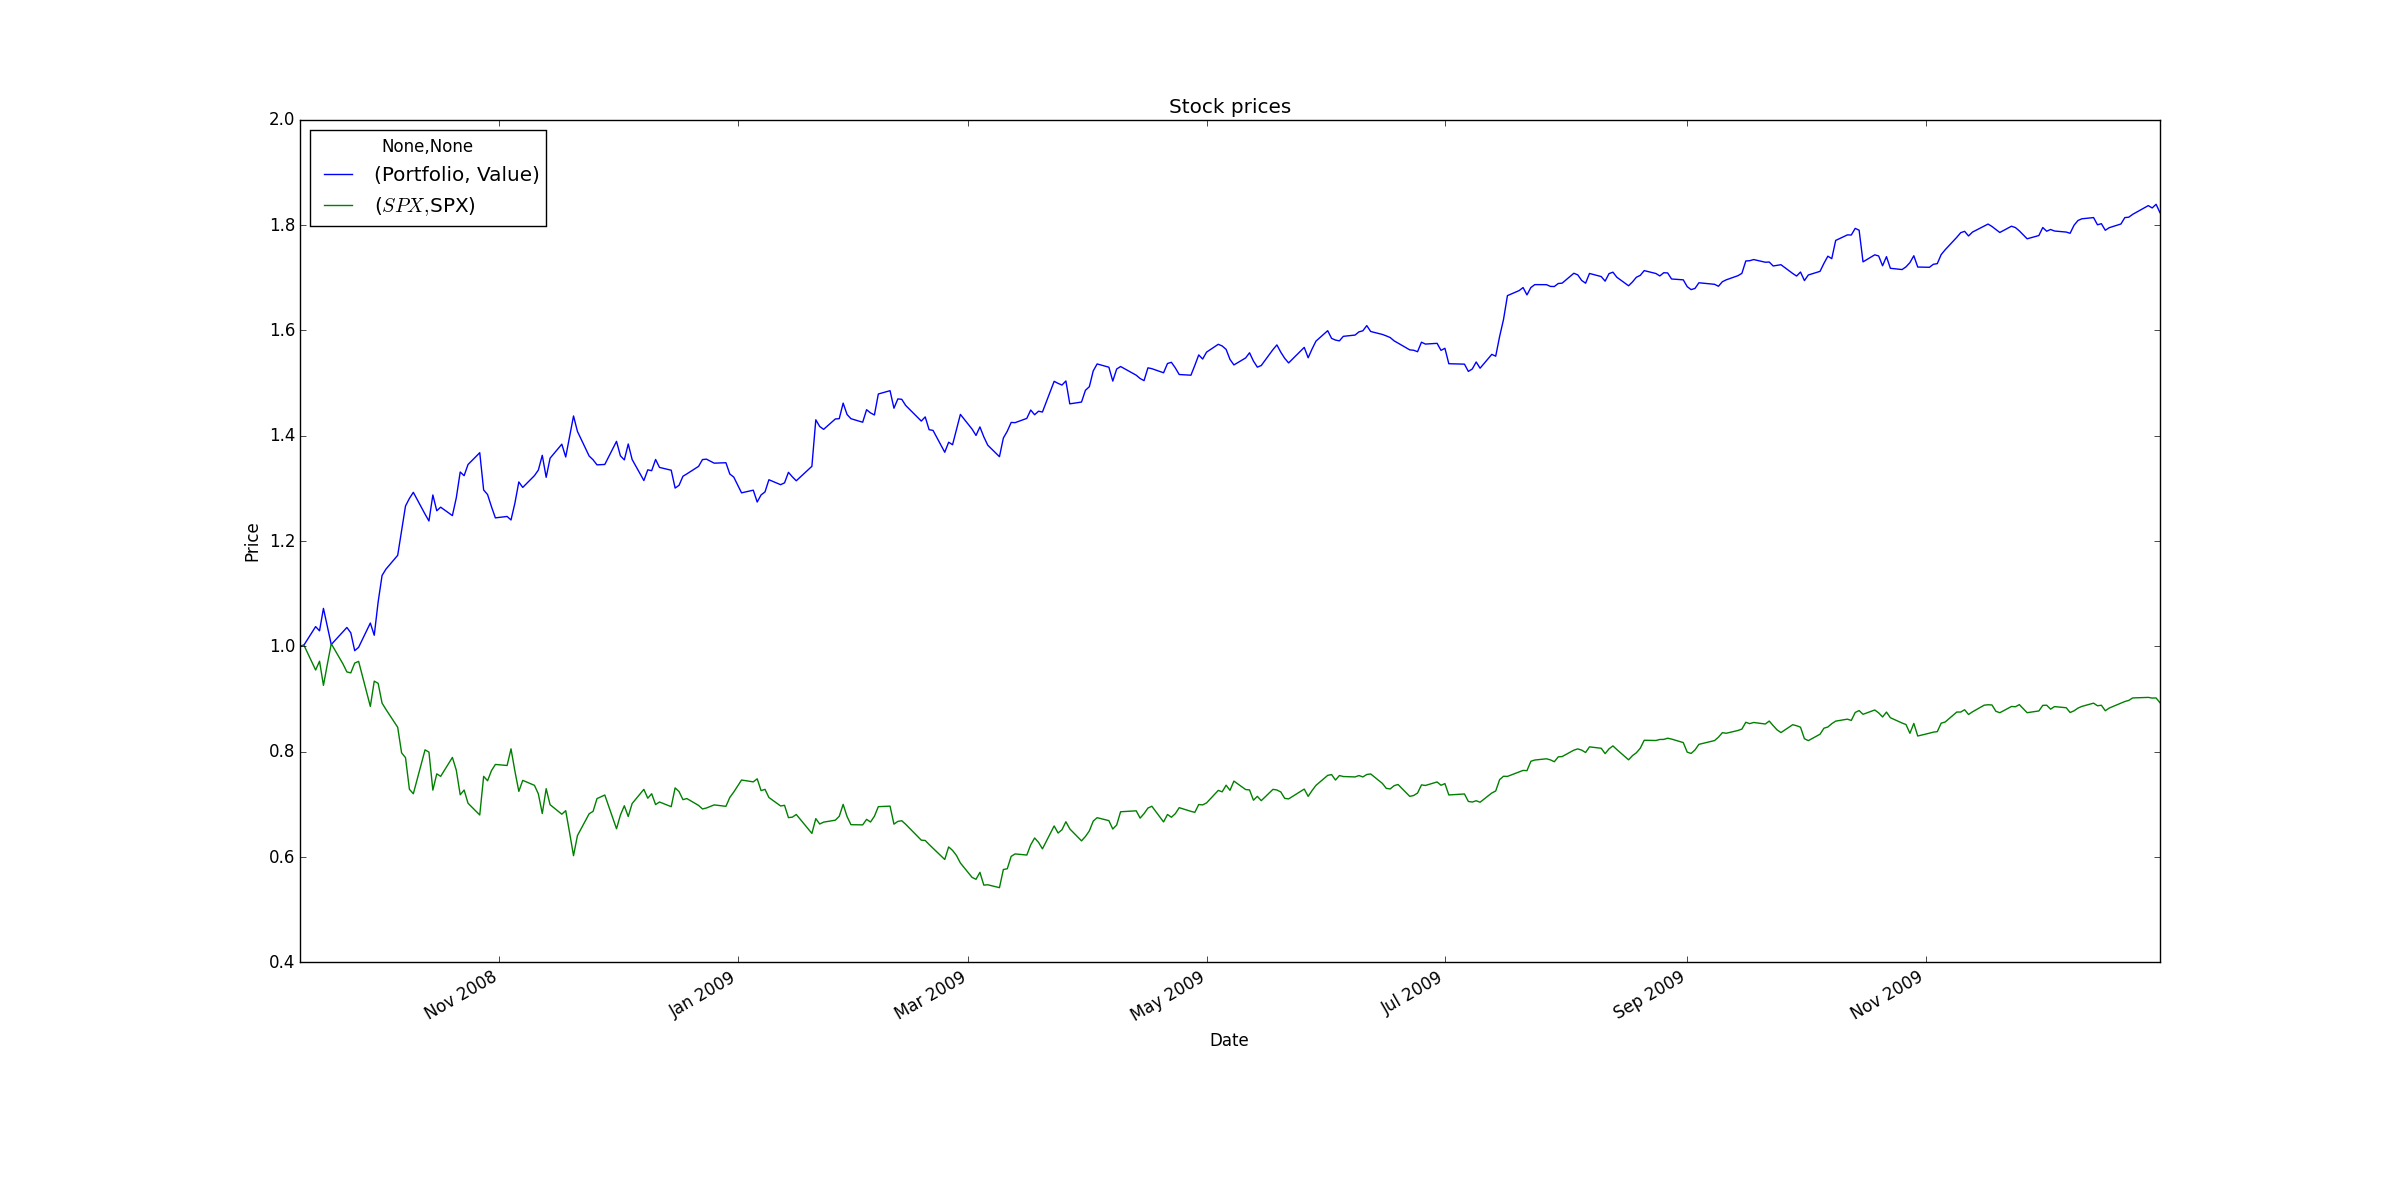 Stock prices
2.0
1.8
1.6
1.4
1.2
1.0
0.8
0.6
0.4
Price
None,None
(Portfolio, Value)
(SPX,SPX)
Nov 2008
Jan 2009
Mar 2009
May 2009
Jul 2009
Sep 2009
Nov 2009
Date